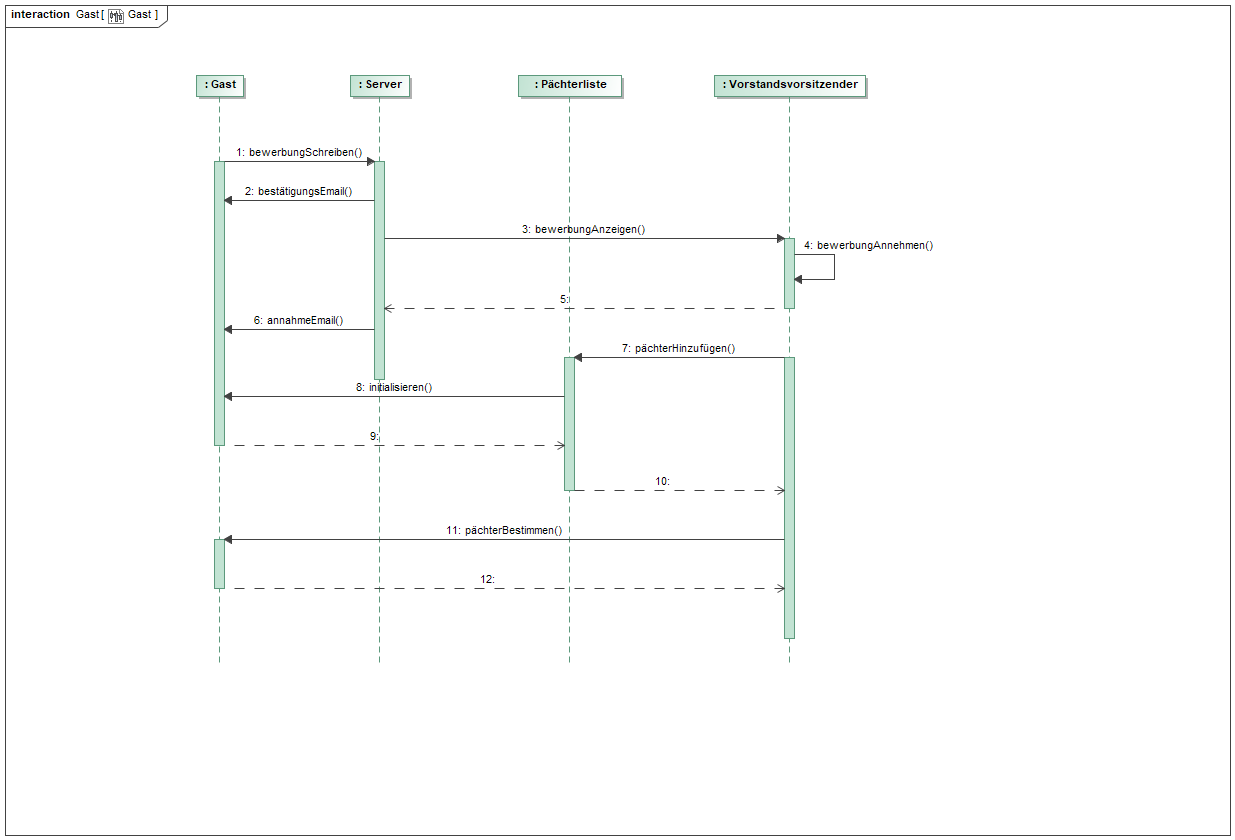 interaction Gast[ Gast ]
: Gast
: Server
: Pächterliste
: Vorstandsvorsitzender
1: bewerbungSchreiben()
2: bestätigungsEmail()
3: bewerbungAnzeigen()
4: bewerbungAnnehmen()
5:
6: annahmeEmail()
7: pächterHinzufügen()
8: initialisieren()
9:
10:
11: pächterBestimmen()
12: